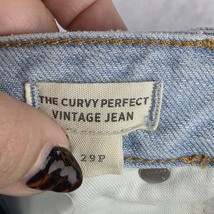 THE CURVY PERFECT
VINTAGE JEAN
29P